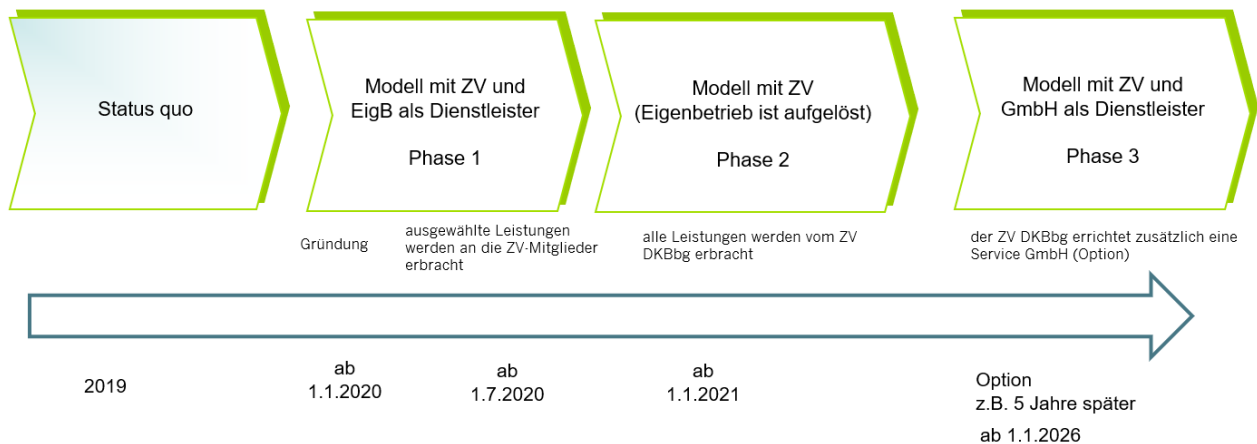 Status quo
Modell mit ZV und
EigB als Dienstleister
Phase 1
Modell mit ZV
(Eigenbetrieb ist aufgelöst)
Phase 2
Modell mit ZV und
GmbH als Dienstleister
Phase 3
Gründung
ausgewählte Leistungen
werden an die ZV-Mitglieder
erbracht
alle Leistungen werden vom ZV
DKBbg erbracht
der ZV DKBbg errichtet zusätzlich eine
Service GmbH (Option)
2019
ab
1.1.2020
ab
1.7.2020
ab
1.1.2021
Option
z.B. 5 Jahre später
ab 1.1.2026